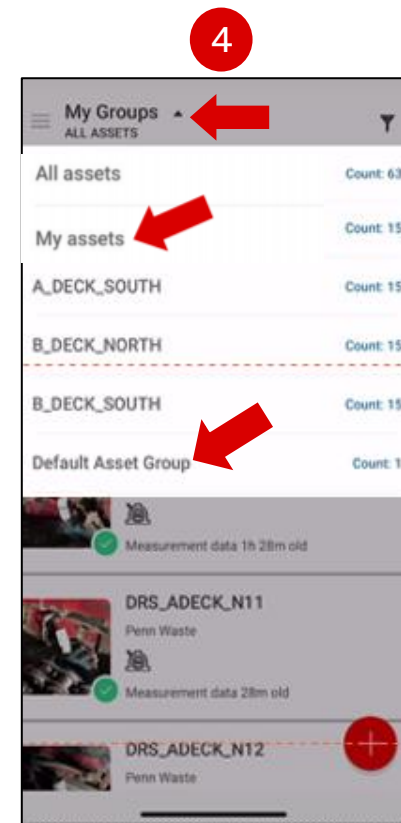 4
My Groups
ALL ASSETS
All assets Count: 63
My assets Count: 15
A_DECK_SOUTH Count: 15
B_DECK_NORTH Count: 15
B_DECK_SOUTH Count: 15
Default Asset Group Count: 1
Measurement data 1h 28m old
DRS_ADECK_N11
Penn Waste
Measurement data 28m old
DRS_ADECK_N12
Penn Waste